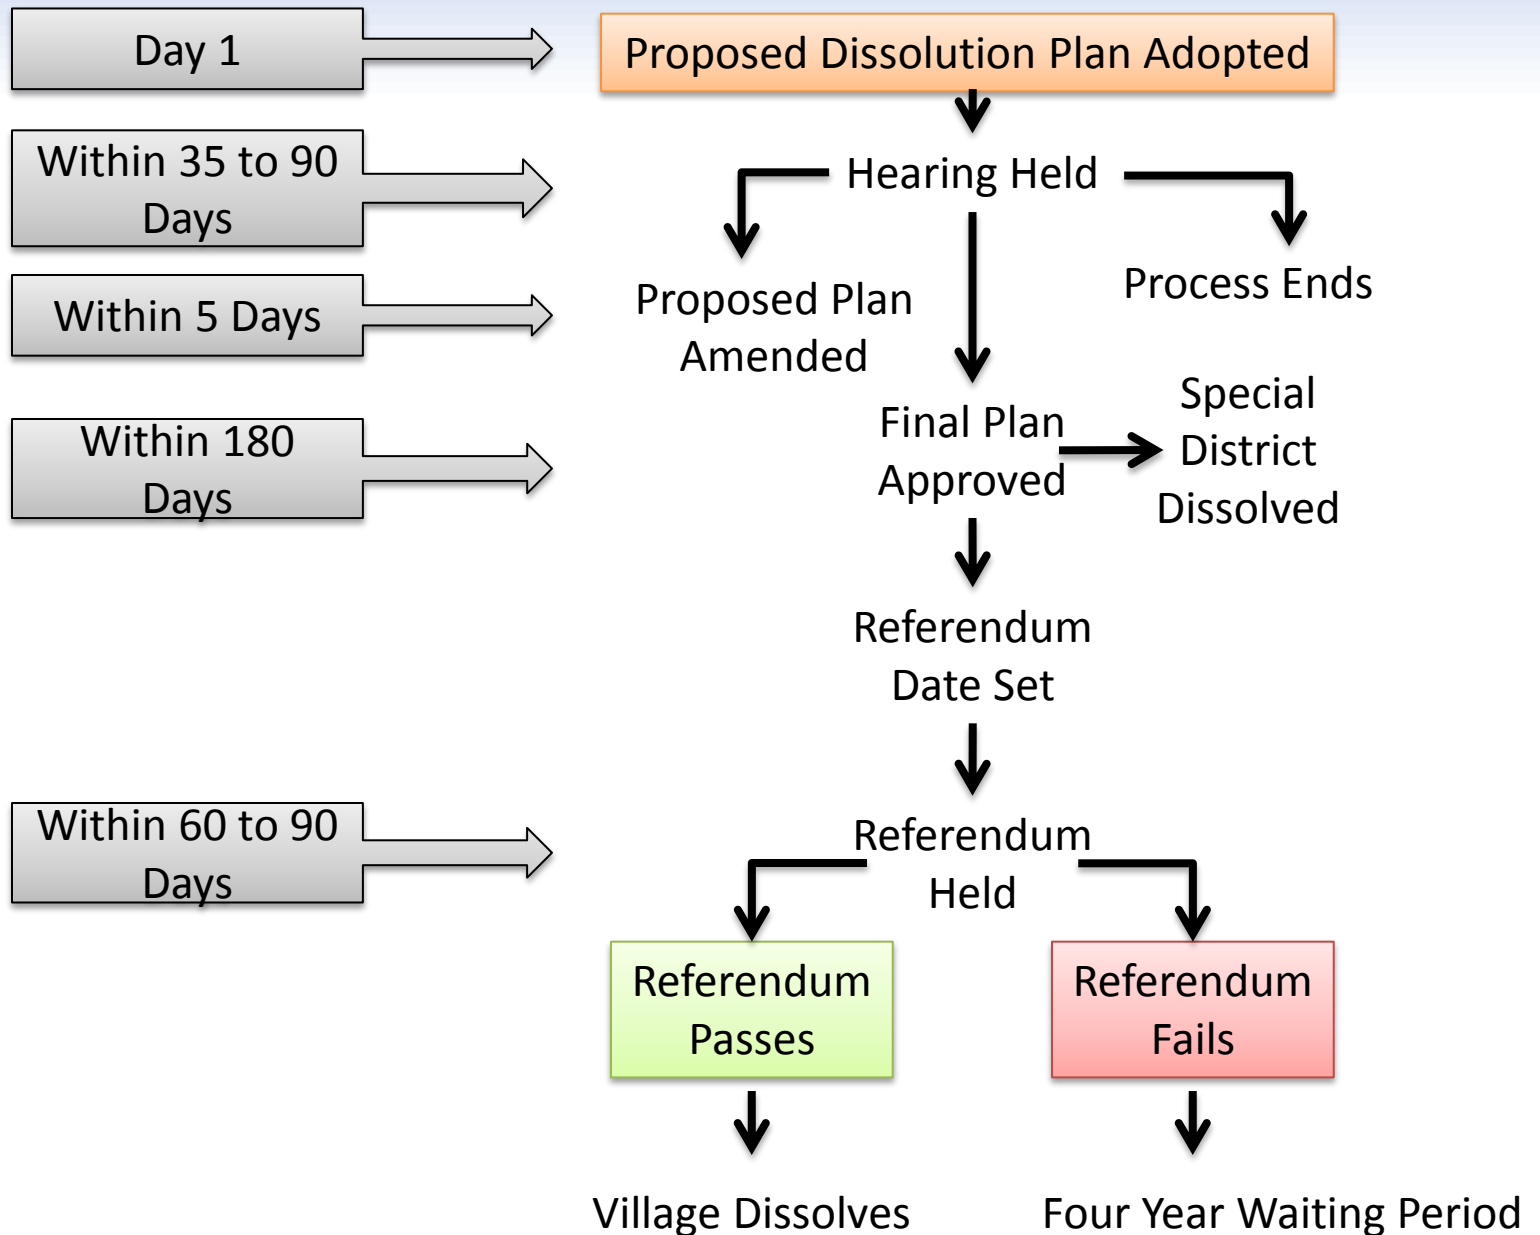 Day 1
Proposed Dissolution Plan Adopted
Within 35 to 90
Days
Hearing Held
Within 5 Days
Proposed Plan
Amended
Process Ends
Within 180
Days
Final Plan
Approved
Special
District
Dissolved
Referendum
Date Set
Within 60 to 90
Days
Referendum
Held
Referendum
Passes
Referendum
Fails
Village Dissolves
Four Year Waiting Period